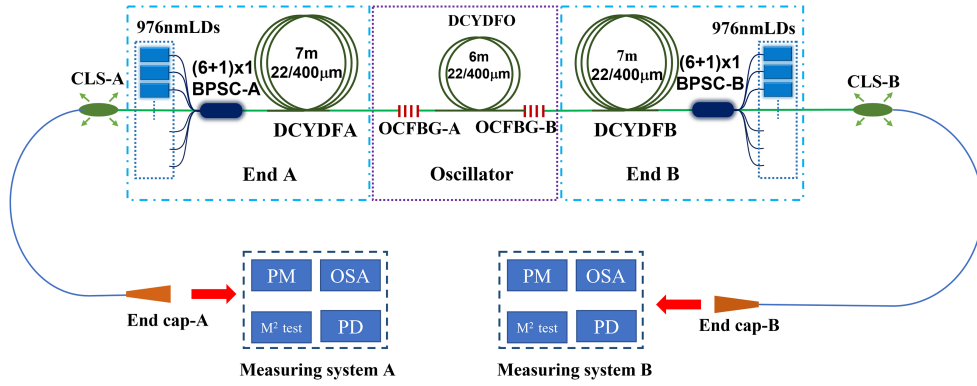 976nmLDs
CLS-A
(6+1)x1
BPSC-A
7m
22/400μm
DCYDFA
End A
DCYDFO
6m
22/400μm
OCFBG-A
OCFBG-B
Oscillator
7m
22/400μm
DCYDFB
End B
(6+1)x1
BPSC-B
976nmLDs
CLS-B
End cap-A
PM
OSA
M² test
PD
Measuring system A
PM
OSA
M² test
PD
Measuring system B
End cap-B